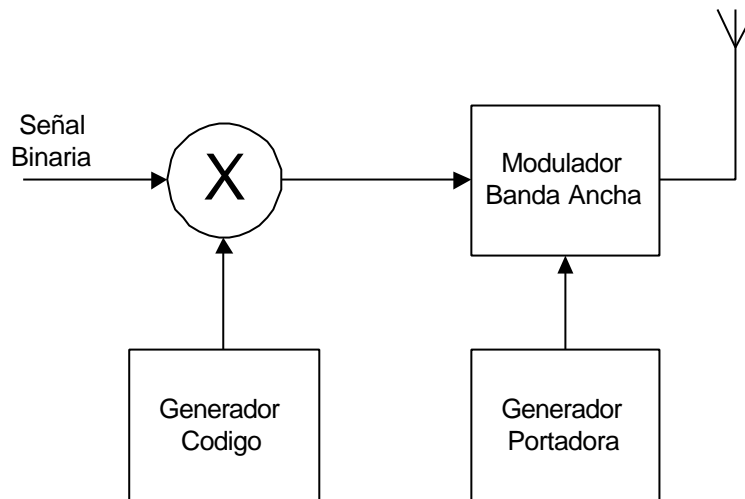 Señal
Binaria
X
Modulador
Banda Ancha
Generador
Codigo
Generador
Portadora